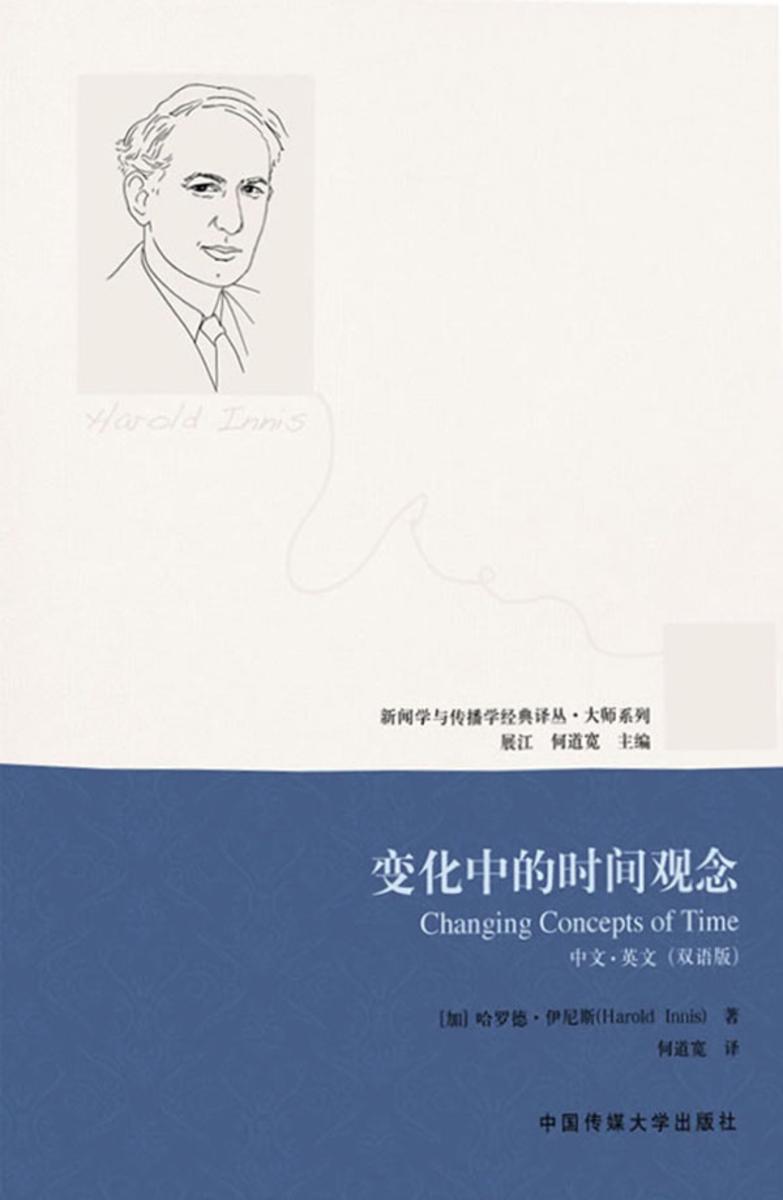 Harold Innis
新闻学与传播学经典译丛·大师系列
展江 何道宽 主编
变化中的时间观念
Changing Concepts of Time
中文·英文（双语版）
[加] 哈罗德·伊尼斯(Harold Innis) 著
何道宽 译
中国传媒大学出版社